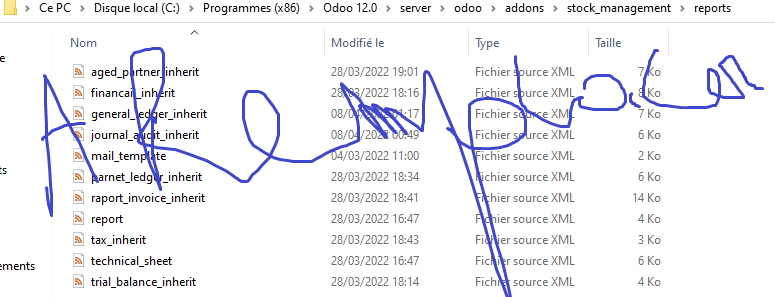 Ce PC > Disque local (C:) > Programmes (x86) > Odoo 12.0 > server > odoo > addons > stock_management > reports
Nom Modifié le Type Taille
aged_partner_inherit 28/03/2022 19:01 Fichier source XML 7 Ko
financail_inherit 28/03/2022 18:16 Fichier source XML Ko
general_ledger_inherit 08/04/2022 01:17 Fichier source XML 7 Ko
journal_audit_inherit 08/04/2022 00:49 Fichier source XML 6 Ko
mail_template 04/03/2022 11:00 Fichier source XML 2 Ko
parnet_ledger_inherit 28/03/2022 18:34 Fichier source XML 6 Ko
raport_invoice_inherit 28/03/2022 18:41 Fichier source XML 14 Ko
report 28/03/2022 16:47 Fichier source XML 4 Ko
tax_inherit 28/03/2022 18:43 Fichier source XML 3 Ko
ements technical_sheet 28/03/2022 16:47 Fichier source XML 6 Ko
trial_balance_inherit 28/03/2022 18:14 Fichier source XML 4 Ko